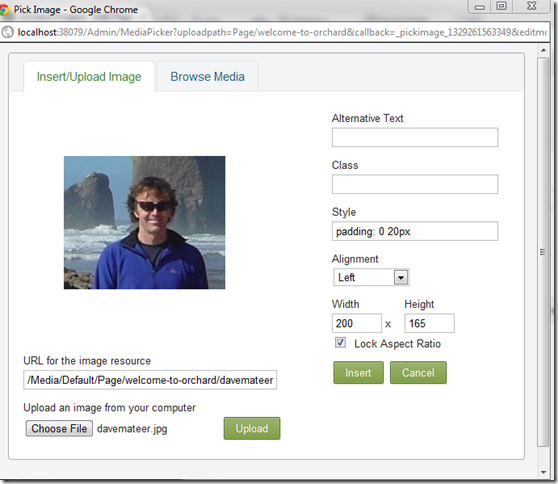 Pick Image - Google Chrome
localhost:38079/Admin/MediaPicker?uploadpath=Page/welcome-to-orchard&callback=_pickimage_1329261563349&editmo
Insert/Upload Image
Browse Media
Alternative Text
Class
Style
padding: 0 20px
Alignment
Left
Width Height
200 x 165
Lock Aspect Ratio
URL for the image resource
/Media/Default/Page/welcome-to-orchard/davemateer
Insert Cancel
Upload an image from your computer
Choose File davemateer.jpg Upload